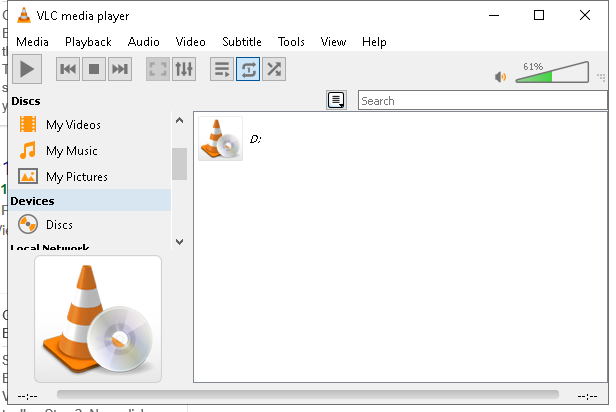 VLC media player
Media Playback Audio Video Subtitle Tools View Help
61%
Discs
Search
My Videos
D:
My Music
My Pictures
Devices
Discs
Local Network
--:--
--:--